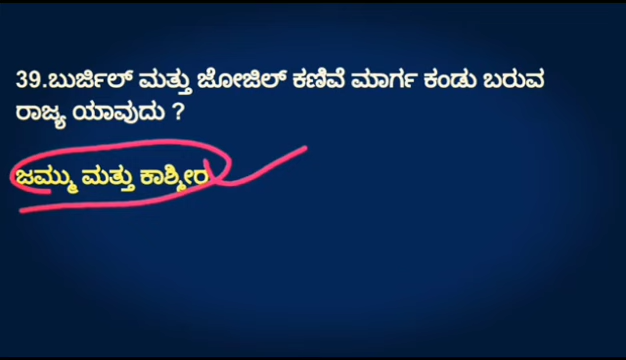 39.ಬುರ್ಜಿಲ್ ಮತ್ತು ಜೋಜಿಲ್ ಕಣಿವೆ ಮಾರ್ಗ ಕಂಡು ಬರುವ
ರಾಜ್ಯ ಯಾವುದು ?
ಜಮ್ಮು ಮತ್ತು ಕಾಶ್ಮೀರ